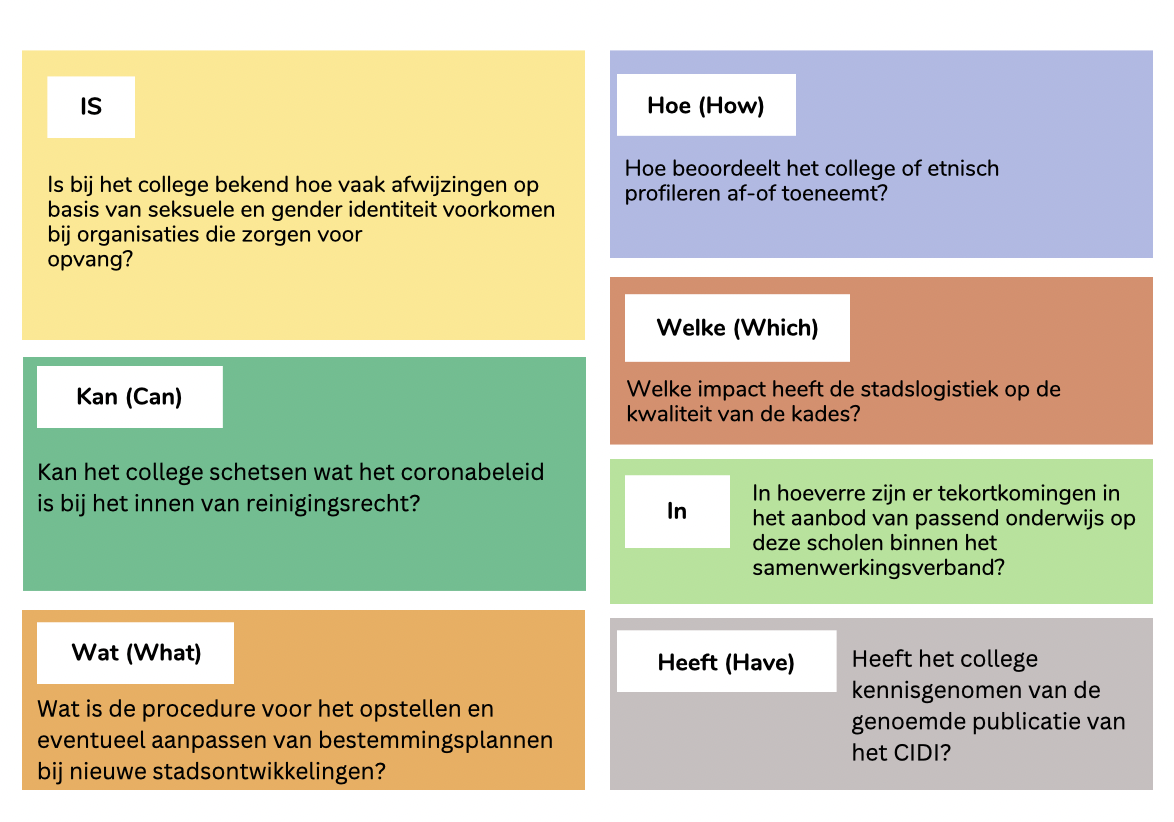 IS
Is bij het college bekend hoe vaak afwijzingen op
basis van seksuele en gender identiteit voorkomen
bij organisaties die zorgen voor
opvang?
Kan (Can)
Kan het college schetsen wat het coronabeleid
is bij het innen van reinigingsrecht?
Wat (What)
Wat is de procedure voor het opstellen en
eventueel aanpassen van bestemmingsplannen
bij nieuwe stadsontwikkelingen?
Hoe (How)
Hoe beoordeelt het college of etnisch
profileren af-of toeneemt?
Welke (Which)
Welke impact heeft de stadslogistiek op de
kwaliteit van de kades?
In
In hoeverre zijn er tekortkomingen in
het aanbod van passend onderwijs op
deze scholen binnen het
samenwerkingsverband?
Heeft (Have)
Heeft het college
kennisgenomen van de
genoemde publicatie van
het CIDI?